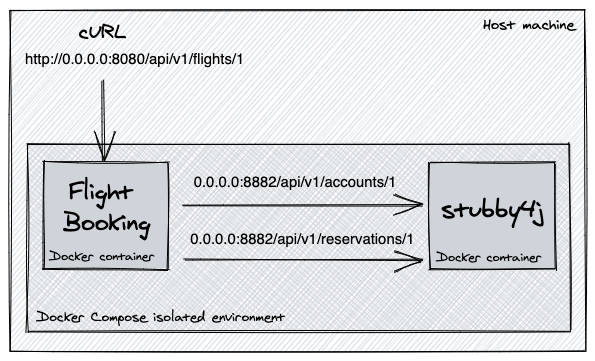 Host machine
cURL
http://0.0.0.0:8080/api/v1/flights/1
Flight
Booking
Docker container
0.0.0.0:8882/api/v1/accounts/1
0.0.0.0:8882/api/v1/reservations/1
stubby4j
Docker container
Docker Compose isolated environment